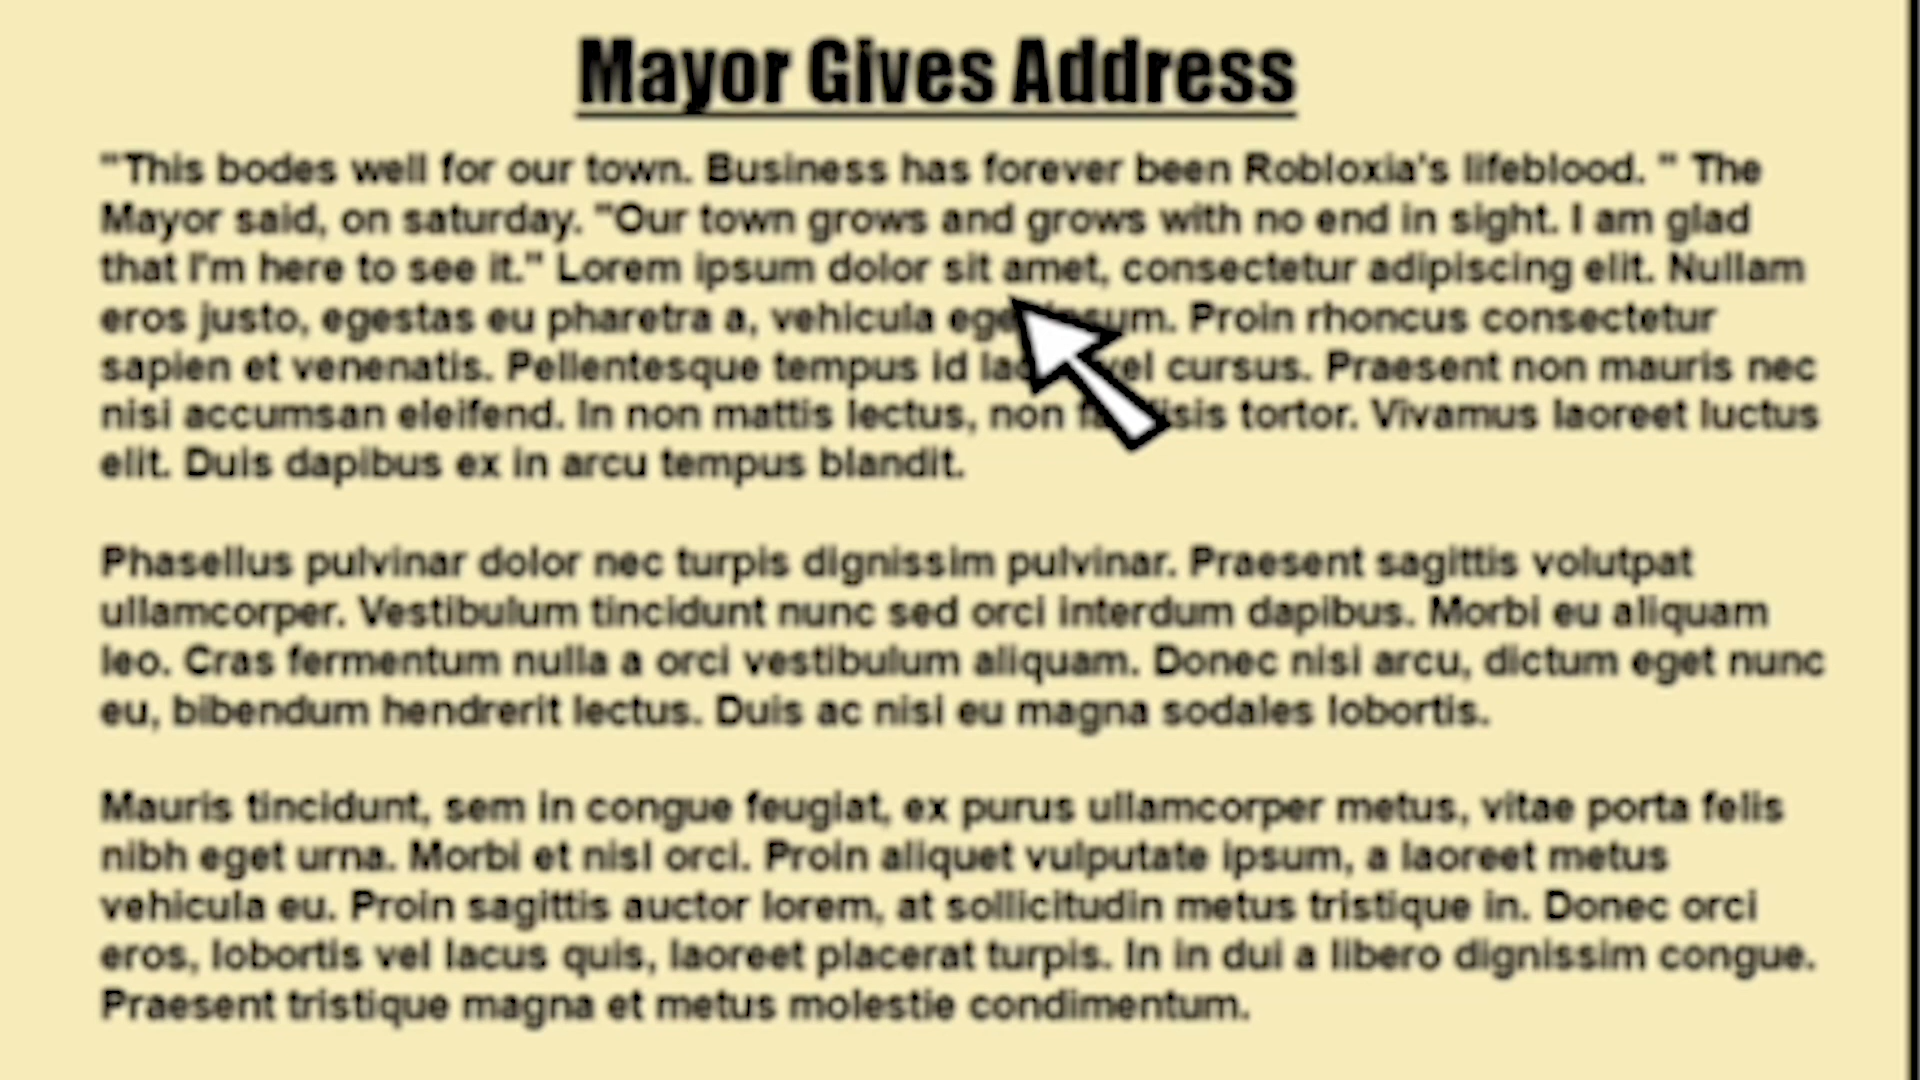 Mayor Gives Address
"This bodes well for our town. Business has forever been Robloxia's lifeblood. " The
Mayor said, on saturday. "Our town grows and grows with no end in sight. I am glad
that I'm here to see it." Lorem ipsum dolor sit amet, consectetur adipiscing elit. Nullam
eros justo, egestas eu pharetra a, vehicula Proin rhoncus consectetur
sapien et venenatis. Pellentesque tempus id vel cursus. Praesent non mauris nec
nisi accumsan eleifend. In non mattis lectus, non tortor. Vivamus laoreet luctus
elit. Duis dapibus ex in arcu tempus blandit.
Phasellus pulvinar dolor nec turpis dignissim pulvinar. Praesent sagittis volutpat
ullamcorper. Vestibulum tincidunt nunc sed orci interdum dapibus. Morbi eu aliquam
leo. Cras fermentum nulla a orci vestibulum aliquam. Donec nisi arcu, dictum eget nunc
eu, bibendum hendrerit lectus. Duis ac nisi eu magna sodales lobortis.
Mauris tincidunt, sem in congue feugiat, ex purus ullamcorper metus, vitae porta felis
nibh eget urna. Morbi et nisl orci. Proin aliquet vulputate ipsum, a laoreet metus
vehicula eu. Proin sagittis auctor lorem, at sollicitudin metus tristique in. Donec orci
eros, lobortis vel lacus quis, laoreet placerat turpis. In in dui a libero dignissim congue.
Praesent tristique magna et metus molestie condimentum.